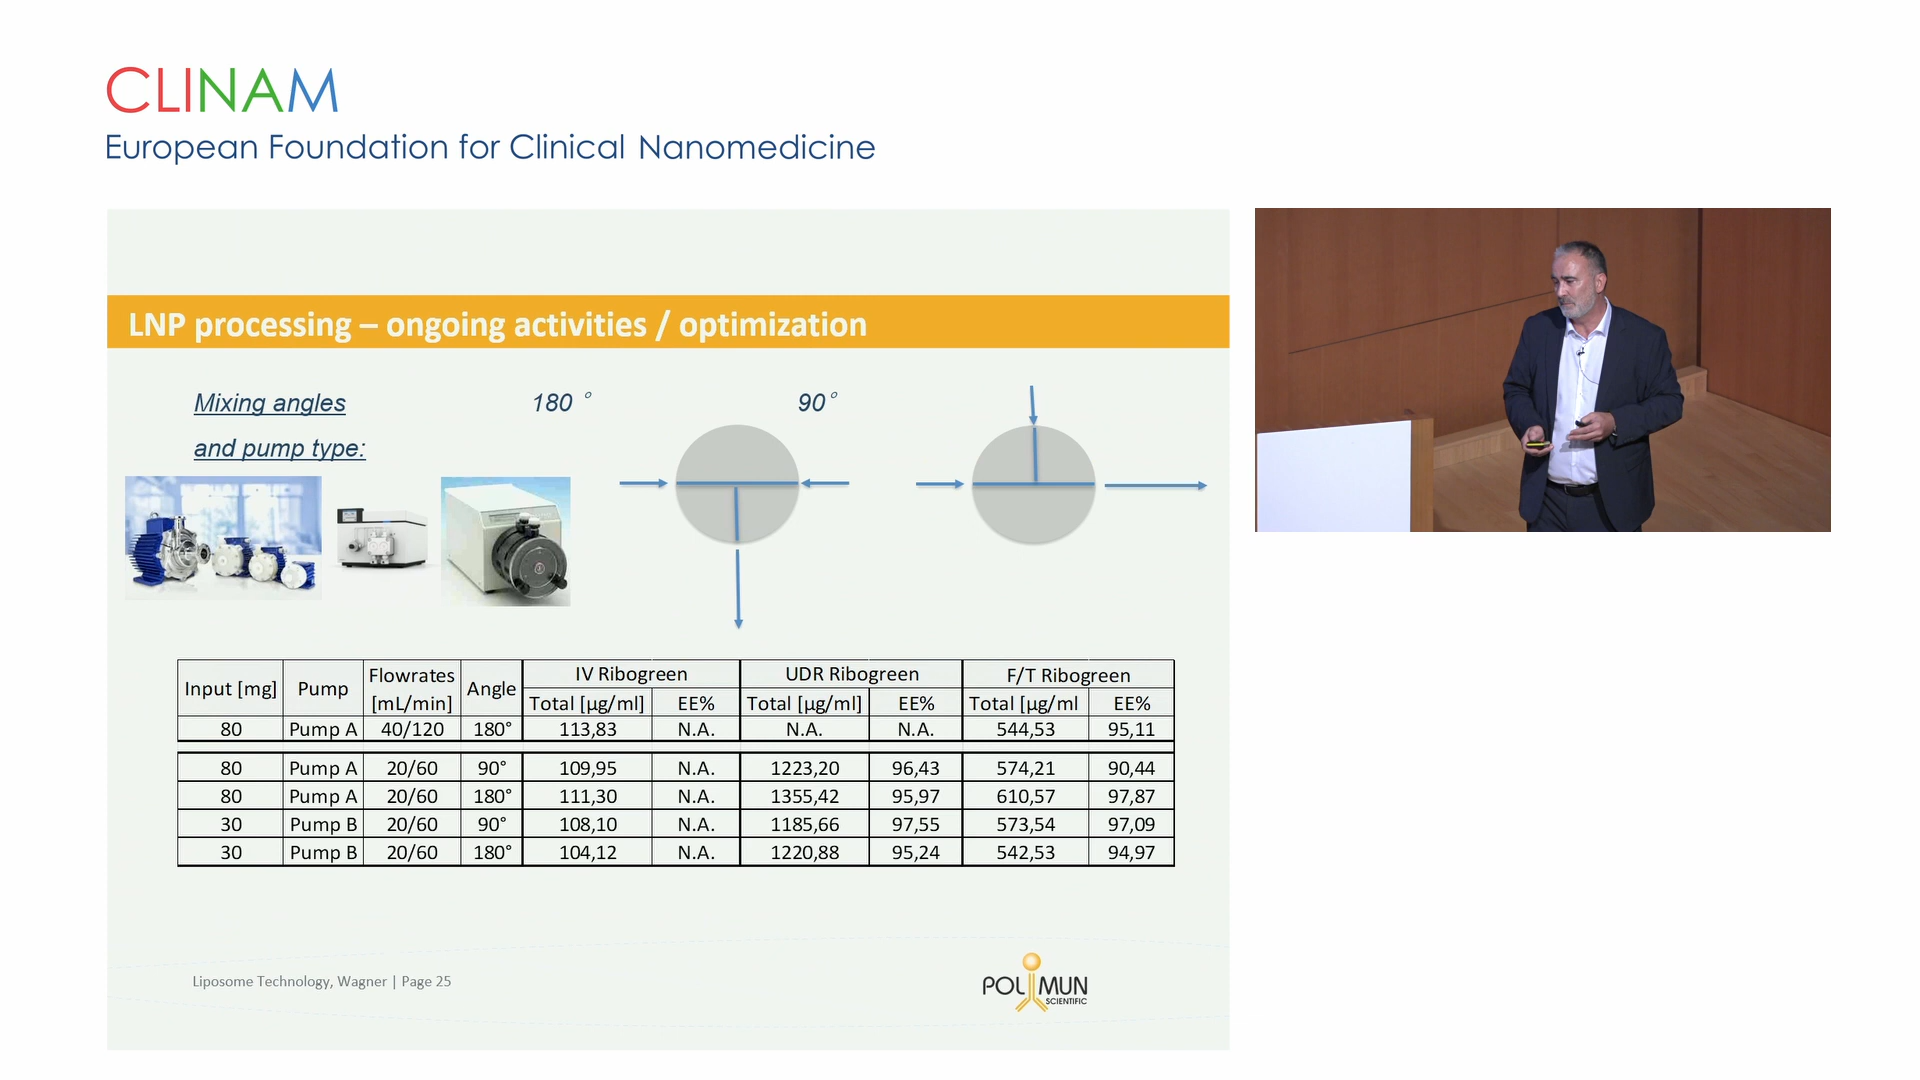 CLINAM
European Foundation for Clinical Nanomedicine
LNP processing – ongoing activities / optimization
Mixing angles 180 ° 90°
and pump type:
Input [mg] Pump Flowrates [mL/min] Angle IV Ribogreen UDR Ribogreen F/T Ribogreen
Total [µg/ml] EE% Total [µg/ml] EE% Total [µg/ml EE%
80 Pump A 40/120 180° 113,83 N.A. N.A. N.A. 544,53 95,11
80 Pump A 20/60 90° 109,95 N.A. 1223,20 96,43 574,21 90,44
80 Pump A 20/60 180° 111,30 N.A. 1355,42 95,97 610,57 97,87
30 Pump B 20/60 90° 108,10 N.A. 1185,66 97,55 573,54 97,09
30 Pump B 20/60 180° 104,12 N.A. 1220,88 95,24 542,53 94,97
Liposome Technology, Wagner | Page 25
POLYMUN
SCIENTIFIC